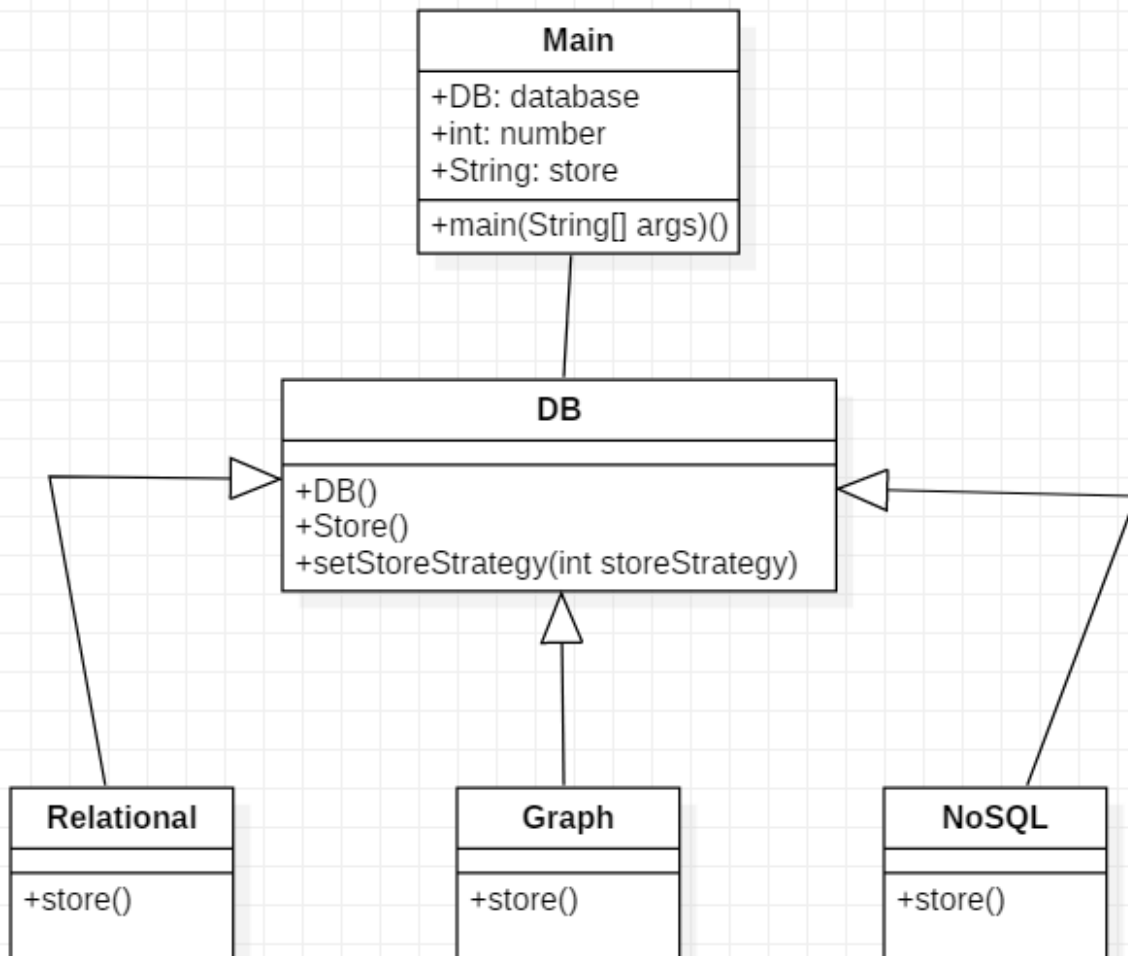 Main
+DB: database
+int: number
+String: store
+main(String[] args)()
DB
+DB()
+Store()
+setStoreStrategy(int storeStrategy)
Relational
+store()
Graph
+store()
NoSQL
+store()